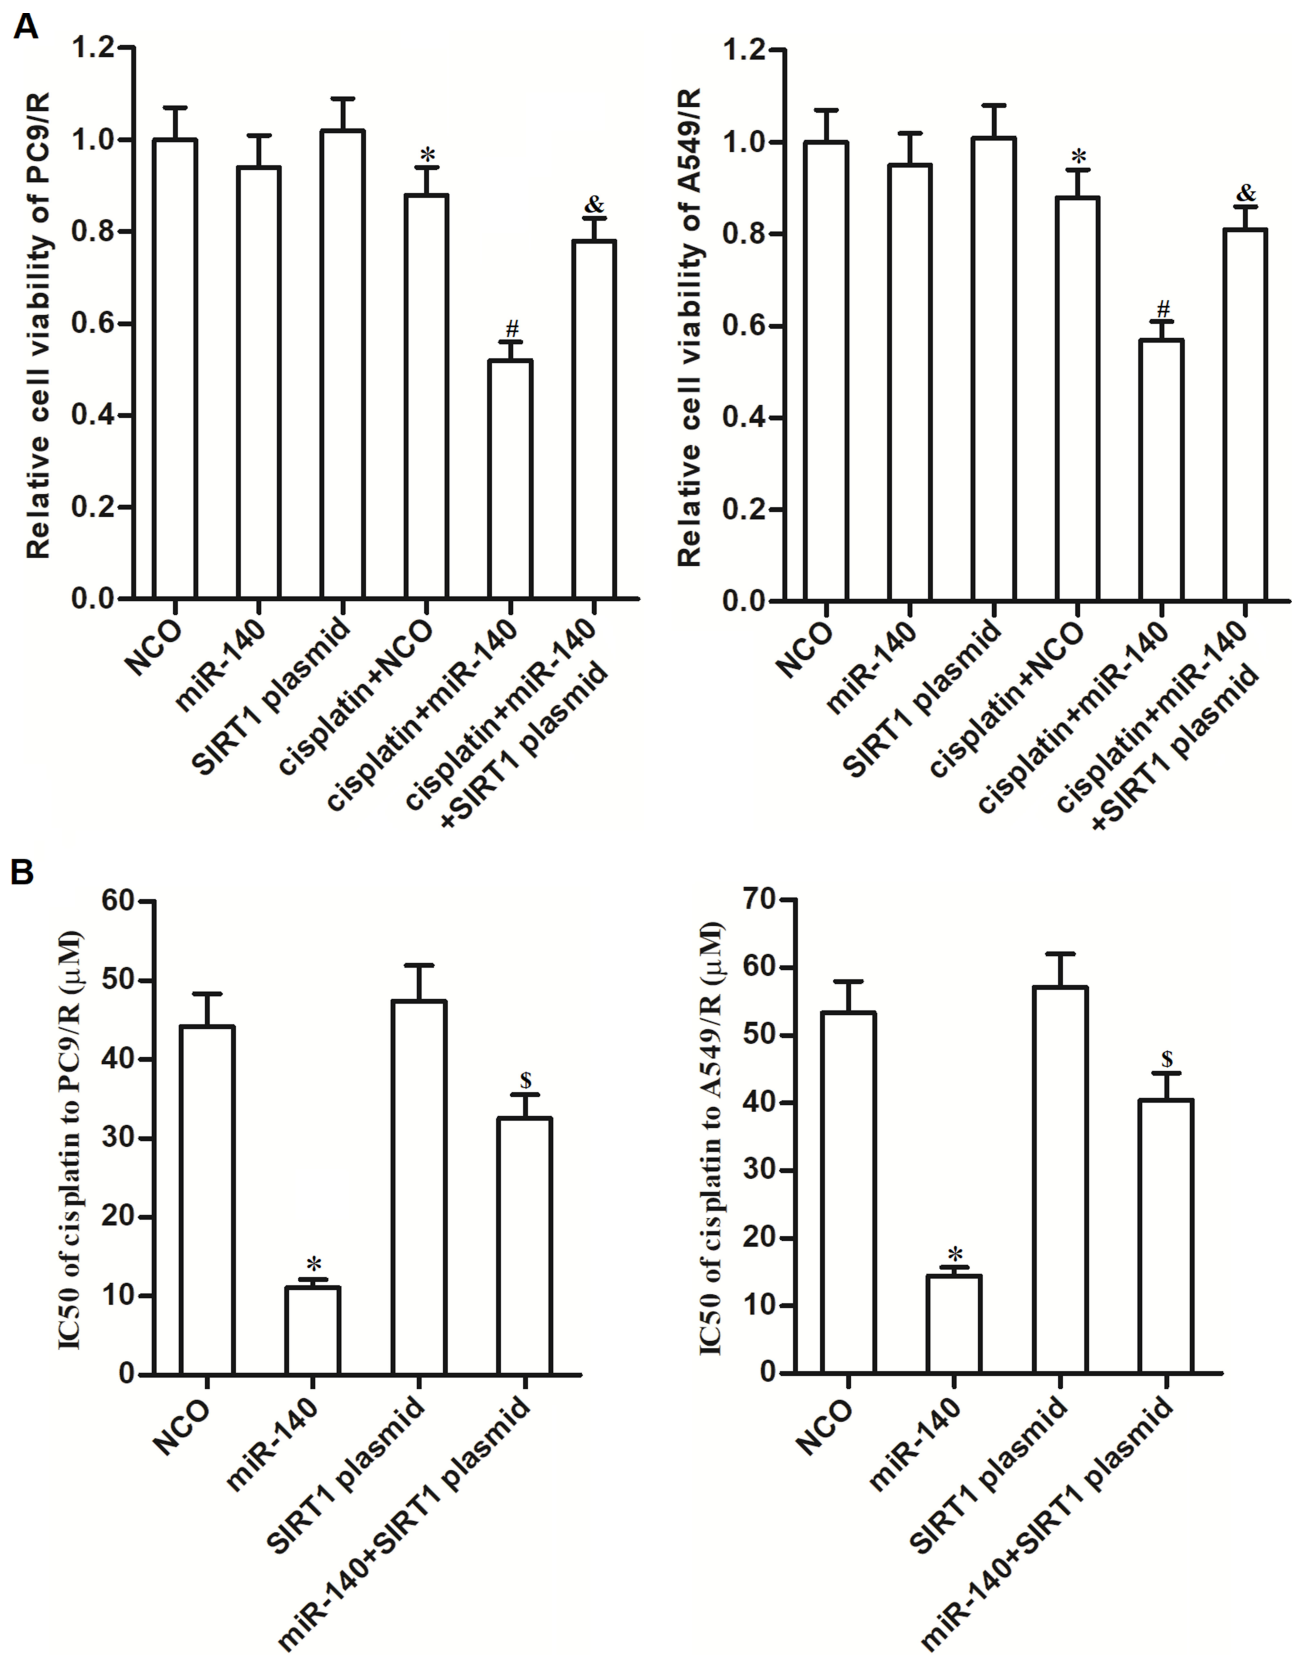 A
Relative cell viability of PC9/R
1.2
1.0
0.8
0.6
0.4
0.2
0.0
*
#
&
NCO
miR-140
SIRT1 plasmid
cisplatin+NCO
cisplatin+miR-140
cisplatin+miR-140
+SIRT1 plasmid
Relative cell viability of A549/R
1.2
1.0
0.8
0.6
0.4
0.2
0.0
*
#
&
NCO
miR-140
SIRT1 plasmid
cisplatin+NCO
cisplatin+miR-140
cisplatin+miR-140
+SIRT1 plasmid
B
IC50 of cisplatin to PC9/R (μM)
60
50
40
30
20
10
0
*
$
NCO
miR-140
SIRT1 plasmid
miR-140+SIRT1 plasmid
IC50 of cisplatin to A549/R (μM)
70
60
50
40
30
20
10
0
*
$
NCO
miR-140
SIRT1 plasmid
miR-140+SIRT1 plasmid